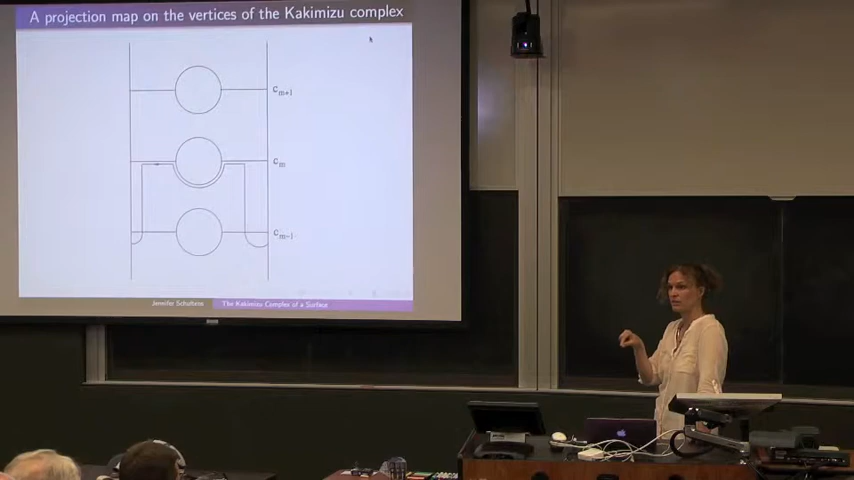 A projection map on the vertices of the Kakimizu complex
c_{m+1}
c_m
c_{m-1}
Jennifer Schultens
The Kakimizu Complex of a Surface